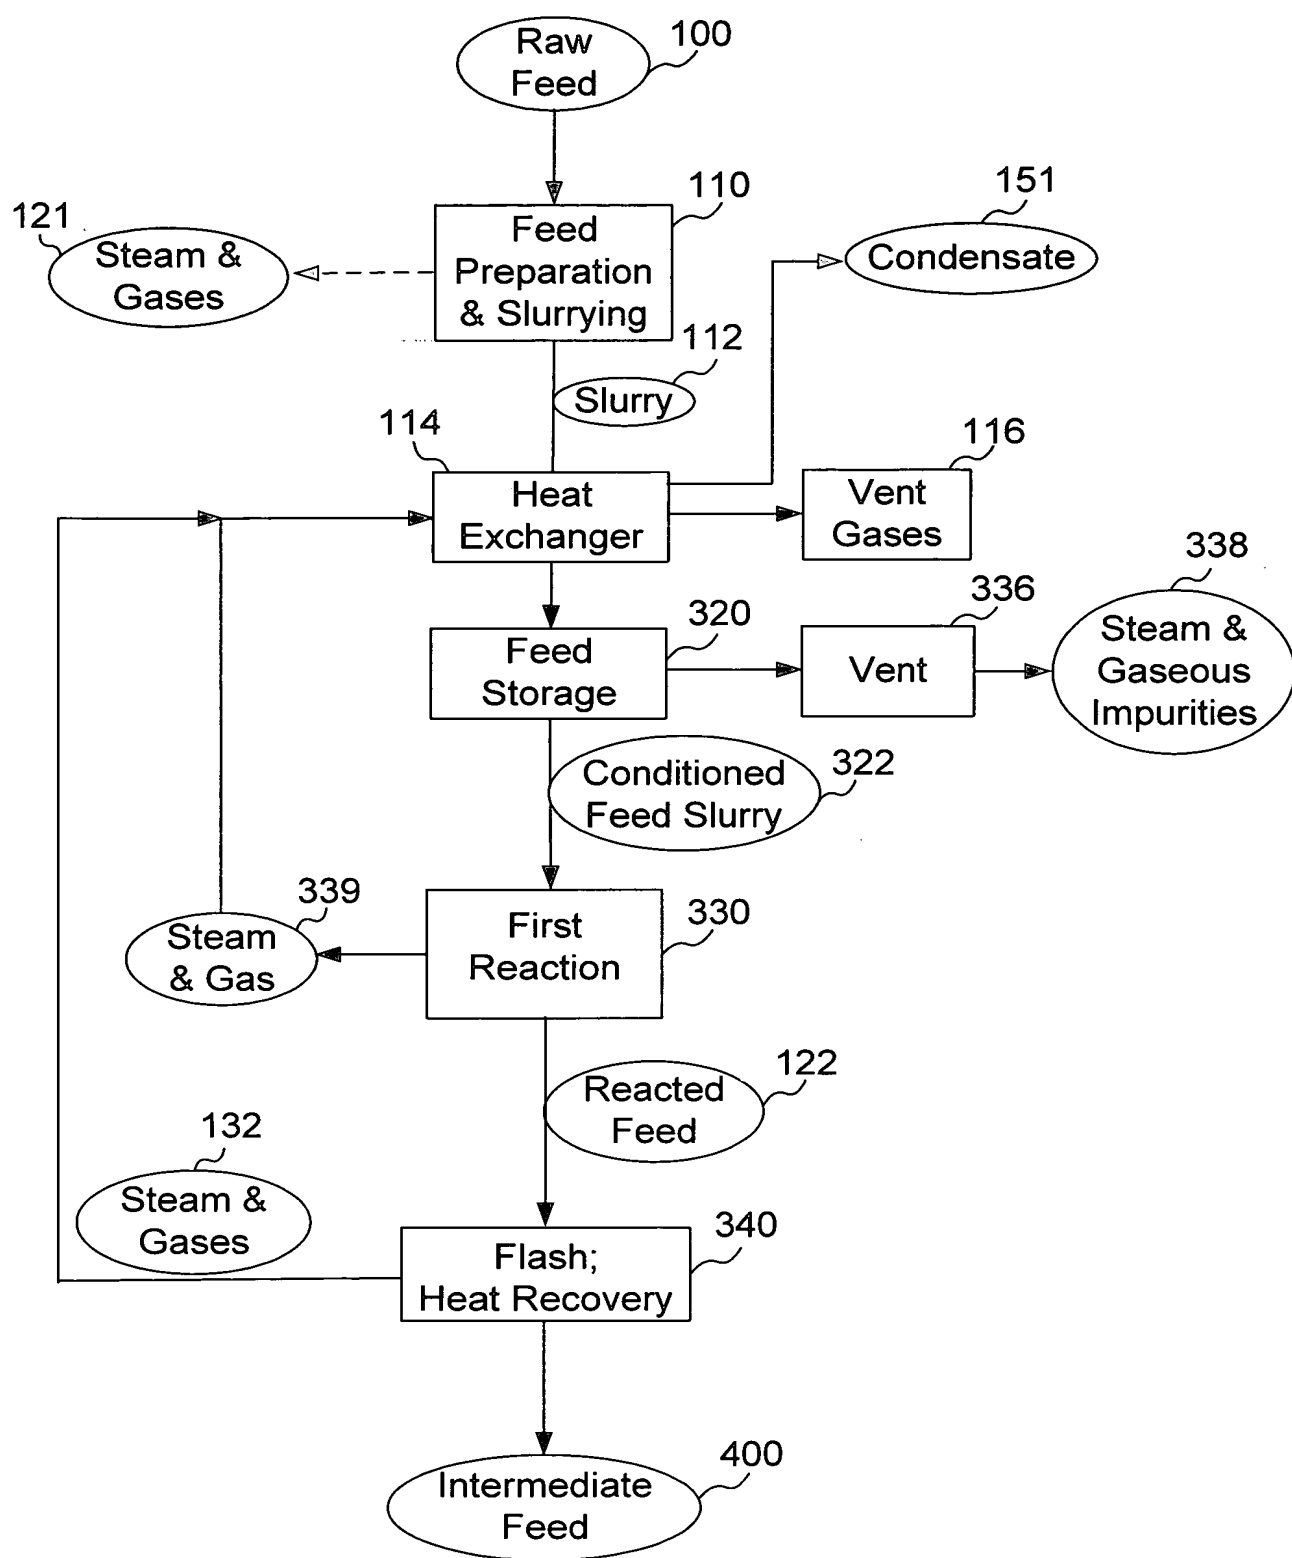 Raw
Feed
100
110
Feed
Preparation
& Slurrying
121
Steam &
Gases
151
Condensate
112
Slurry
114
Heat
Exchanger
116
Vent
Gases
338
Steam &
Gaseous
Impurities
336
Vent
320
Feed
Storage
Conditioned
Feed Slurry
322
339
Steam
& Gas
First
Reaction
330
Reacted
Feed
122
132
Steam &
Gases
340
Flash;
Heat Recovery
Intermediate
Feed
400